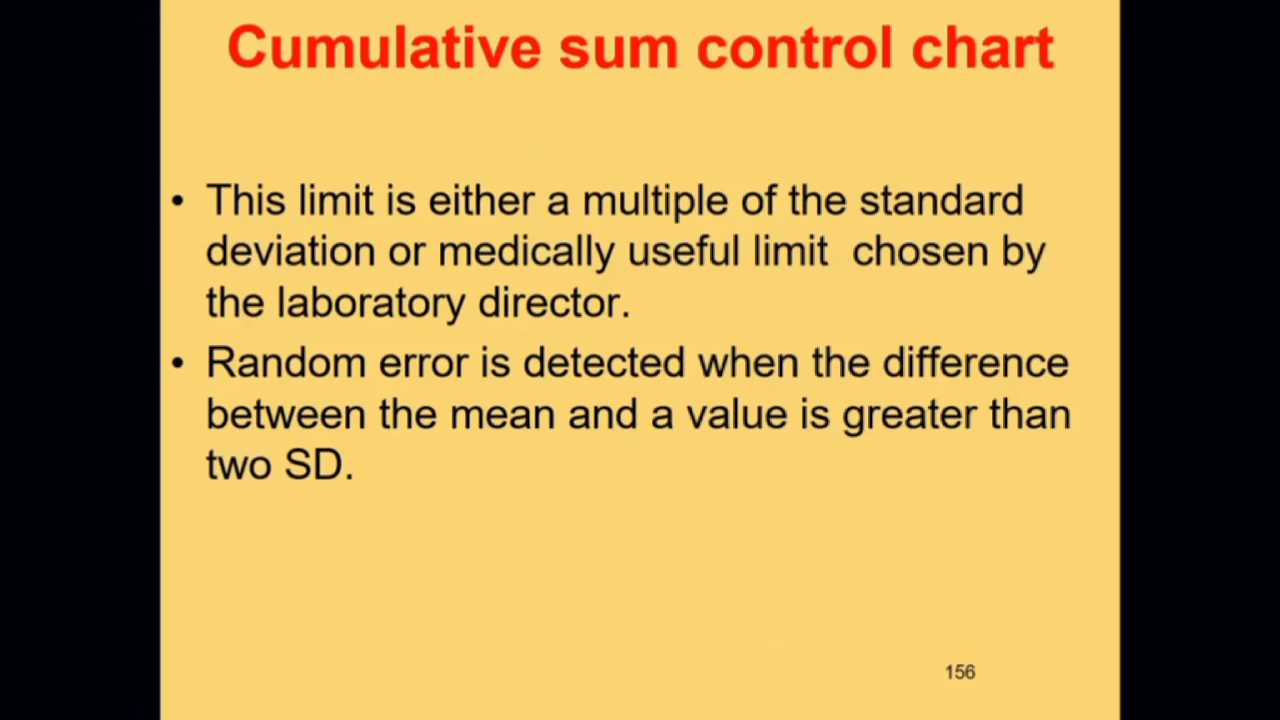 Cumulative sum control chart
• This limit is either a multiple of the standard
deviation or medically useful limit  chosen by
the laboratory director.
• Random error is detected when the difference
between the mean and a value is greater than
two SD.
156